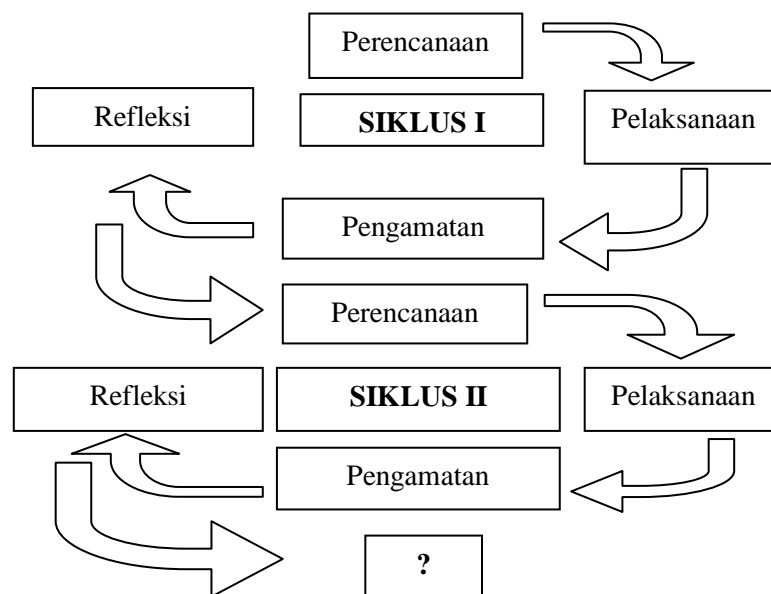 Perencanaan
Refleksi
SIKLUS I
Pelaksanaan
Pengamatan
Perencanaan
Refleksi
SIKLUS II
Pelaksanaan
Pengamatan
?